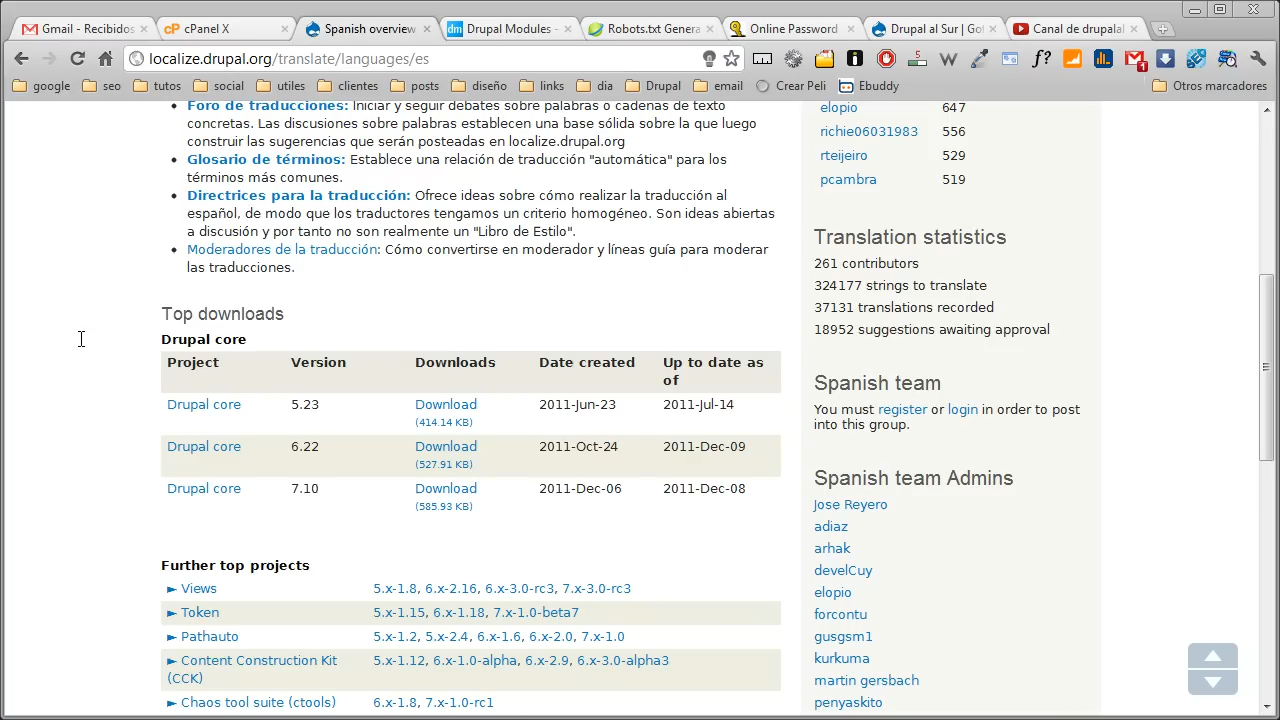 Gmail - Recibidos
cPanel X
Spanish overview
Drupal Modules -
Robots.txt Genera
Online Password
Drupal al Sur | Got
Canal de drupalal
localize.drupal.org/translate/languages/es
google
seo
tutos
social
utiles
clientes
posts
diseño
links
dia
Drupal
email
Crear Peli
Ebuddy
Otros marcadores
Foro de traducciones: Iniciar y seguir debates sobre palabras o cadenas de texto
concretas. Las discusiones sobre palabras establecen una base sólida sobre la que luego
construir las sugerencias que serán posteadas en localize.drupal.org
Glosario de términos: Establece una relación de traducción "automática" para los
términos más comunes.
Directrices para la traducción: Ofrece ideas sobre cómo realizar la traducción al
español, de modo que los traductores tengamos un criterio homogéneo. Son ideas abiertas
a discusión y por tanto no son realmente un "Libro de Estilo".
Moderadores de la traducción: Cómo convertirse en moderador y líneas guía para moderar
las traducciones.
Top downloads
Drupal core
Project Version Downloads Date created Up to date as
of
Drupal core 5.23 Download 2011-Jun-23 2011-Jul-14
(414.14 KB)
Drupal core 6.22 Download 2011-Oct-24 2011-Dec-09
(527.91 KB)
Drupal core 7.10 Download 2011-Dec-06 2011-Dec-08
(585.93 KB)
Further top projects
► Views 5.x-1.8, 6.x-2.16, 6.x-3.0-rc3, 7.x-3.0-rc3
► Token 5.x-1.15, 6.x-1.18, 7.x-1.0-beta7
► Pathauto 5.x-1.2, 5.x-2.4, 6.x-1.6, 6.x-2.0, 7.x-1.0
► Content Construction Kit 5.x-1.12, 6.x-1.0-alpha, 6.x-2.9, 6.x-3.0-alpha3
(CCK)
► Chaos tool suite (ctools) 6.x-1.8, 7.x-1.0-rc1
elopio 647
richie06031983 556
rteijeiro 529
pcambra 519
Translation statistics
261 contributors
324177 strings to translate
37131 translations recorded
18952 suggestions awaiting approval
Spanish team
You must register or login in order to post
into this group.
Spanish team Admins
Jose Reyero
adiaz
arhak
develCuy
elopio
forcontu
gusgsm1
kurkuma
martin gersbach
penyaskito